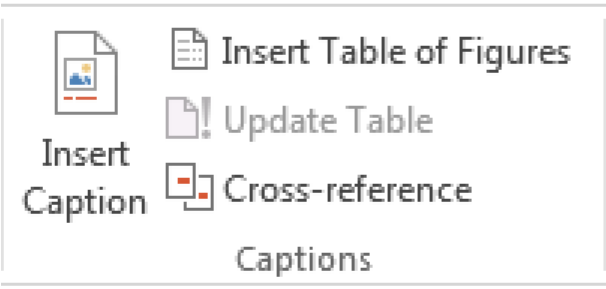 Insert
Caption
Insert Table of Figures
Update Table
Cross-reference
Captions